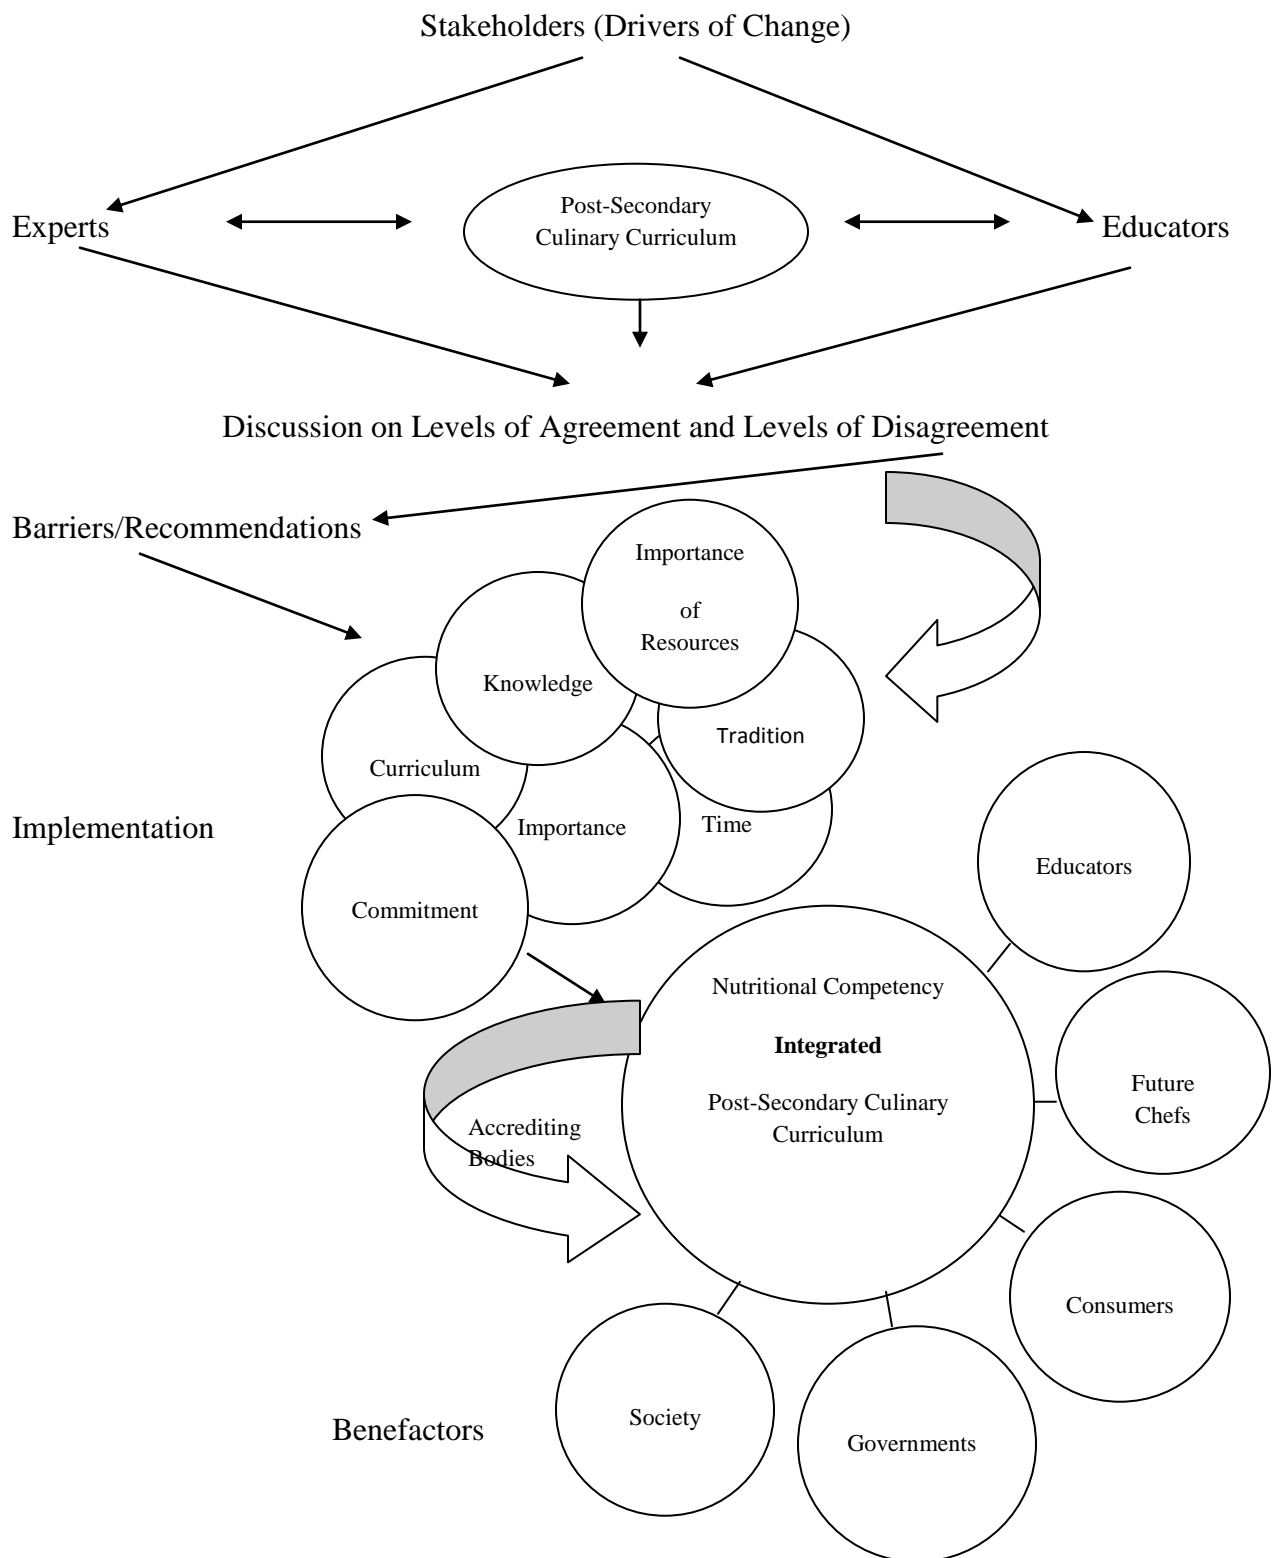 Stakeholders (Drivers of Change)
Post-Secondary
Culinary Curriculum
Experts
Educators
Discussion on Levels of Agreement and Levels of Disagreement
Barriers/Recommendations
Importance
of
Resources
Knowledge
Tradition
Curriculum
Implementation
Importance
Time
Commitment
Educators
Nutritional Competency
Integrated
Post-Secondary Culinary
Curriculum
Future
Chefs
Accrediting
Bodies
Consumers
Society
Benefactors
Governments